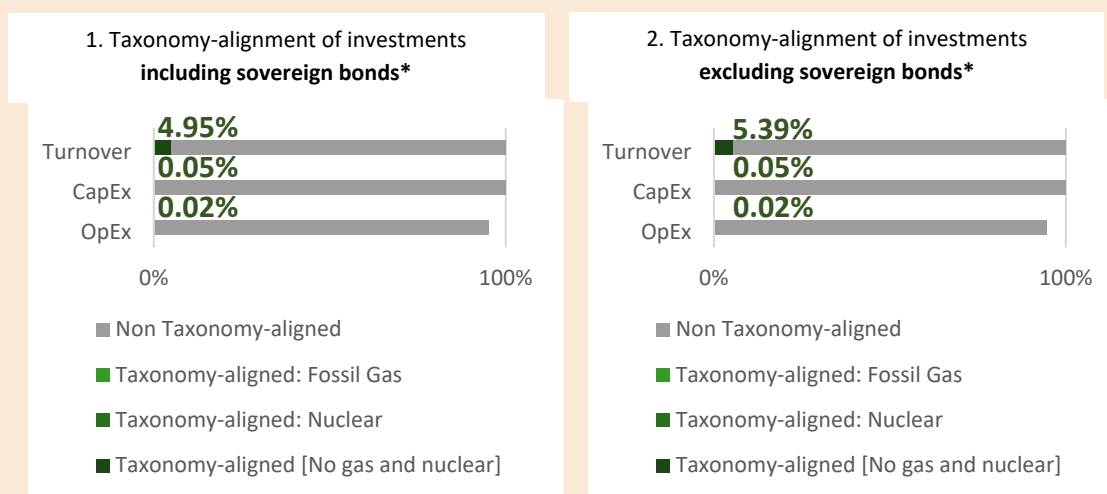 1. Taxonomy-alignment of investments
including sovereign bonds*
4.95%
Turnover
0.05%
CapEx
0.02%
OpEx
0%
100%
Non Taxonomy-aligned
Taxonomy-aligned: Fossil Gas
Taxonomy-aligned: Nuclear
Taxonomy-aligned [No gas and nuclear]
2. Taxonomy-alignment of investments
excluding sovereign bonds*
5.39%
Turnover
0.05%
CapEx
0.02%
OpEx
0%
100%
Non Taxonomy-aligned
Taxonomy-aligned: Fossil Gas
Taxonomy-aligned: Nuclear
Taxonomy-aligned [No gas and nuclear]